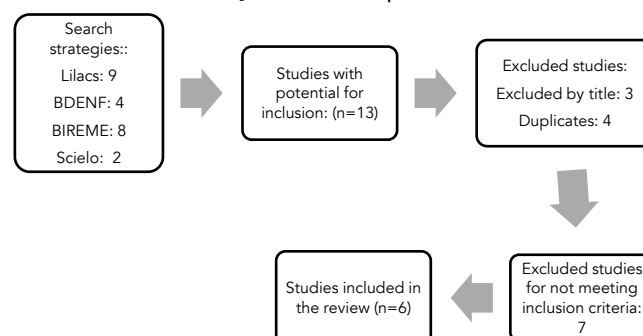 Search
strategies::
Lilacs: 9
BDENF: 4
BIREME: 8
Scielo: 2
Studies with
potential for
inclusion: (n=13)
Excluded studies:
Excluded by title: 3
Duplicates: 4
Excluded studies
for not meeting
inclusion criteria:
7
Studies included in
the review (n=6)